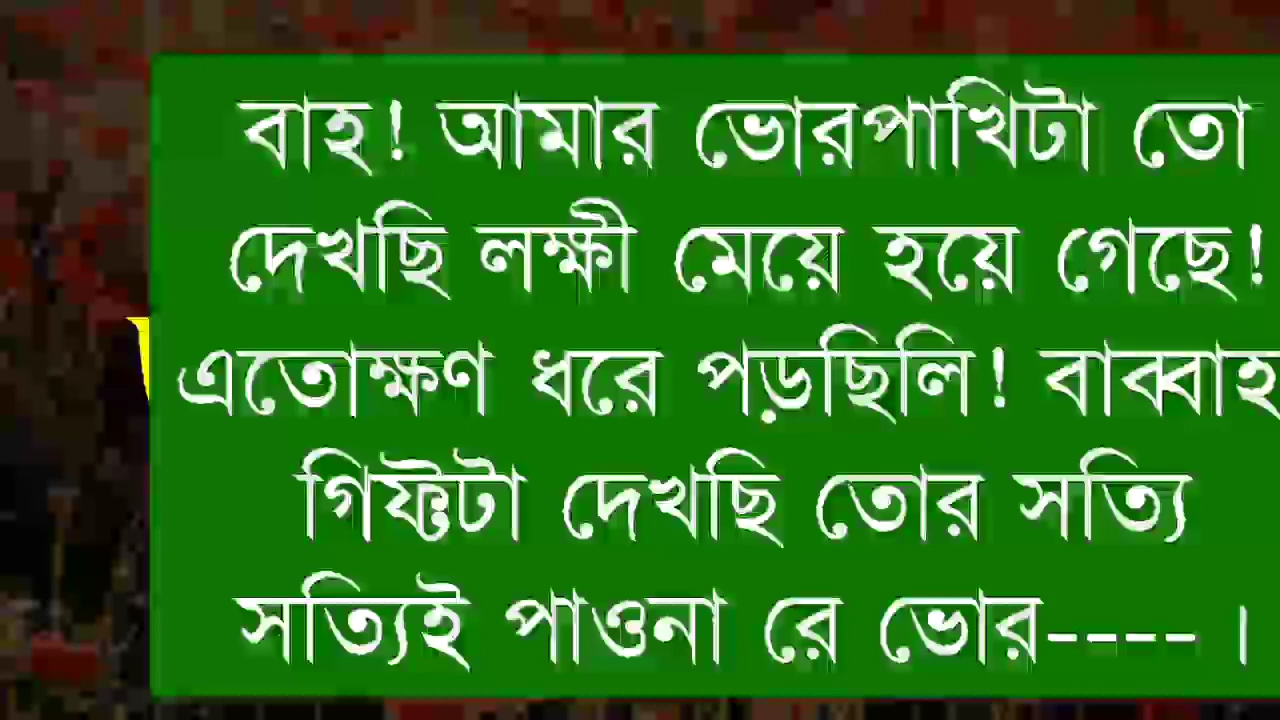 বাহ! আমার ভোরপাখিটা তো
দেখছি লক্ষী মেয়ে হয়ে গেছে!
এতোক্ষণ ধরে পড়ছিলি! বাব্বাহ
গিফ্টটা দেখছি তোর সত্যি
সত্যিই পাওনা রে ভোর---- ।